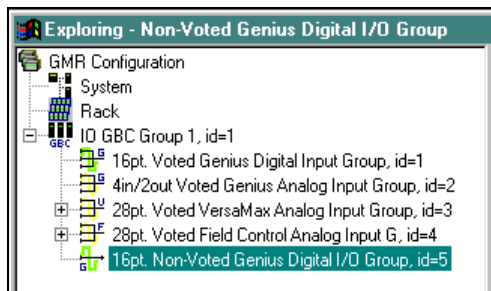 Exploring - Non-Voted Genius Digital I/O Group
GMR Configuration
System
Rack
GBC IO GBC Group 1, id=1
G 16pt. Voted Genius Digital Input Group, id=1
G 4in/2out Voted Genius Analog Input Group, id=2
U 28pt. Voted VersaMax Analog Input Group, id=3
F 28pt. Voted Field Control Analog Input G, id=4
G 16pt. Non-Voted Genius Digital I/O Group, id=5